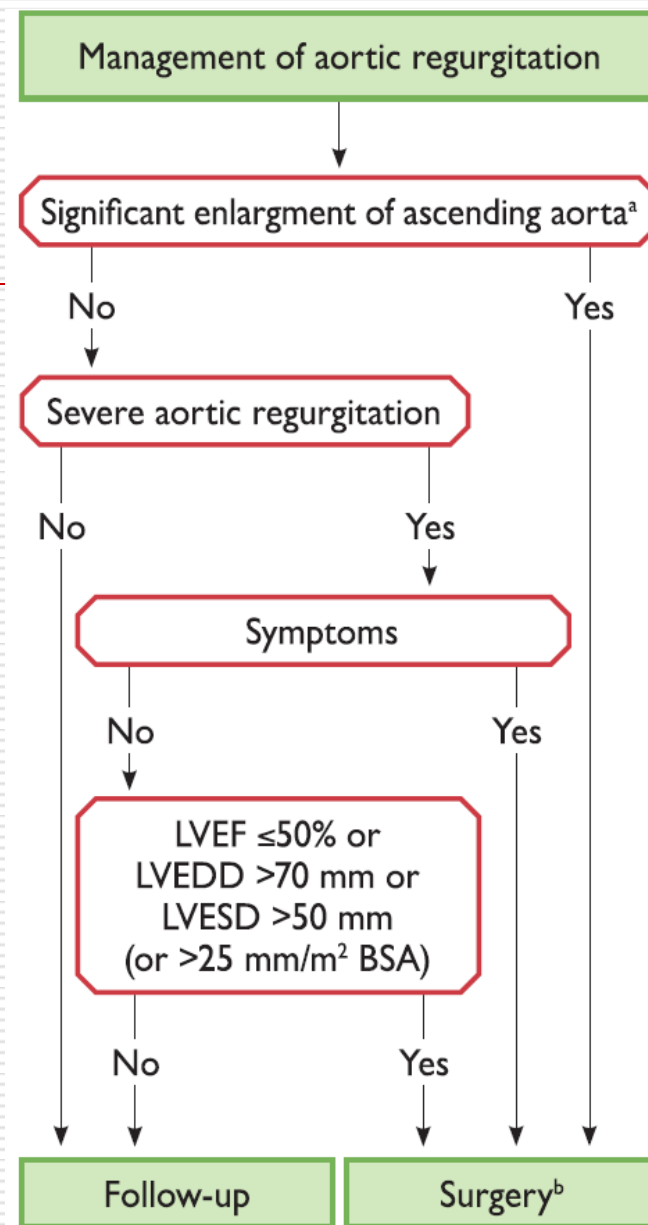 Management of aortic regurgitation
Significant enlargment of ascending aortaᵃ
No
Yes
Severe aortic regurgitation
No
Yes
Symptoms
No
Yes
LVEF ≤50% or
LVEDD >70 mm or
LVESD >50 mm
(or >25 mm/m² BSA)
No
Yes
Follow-up
Surgeryᵇ